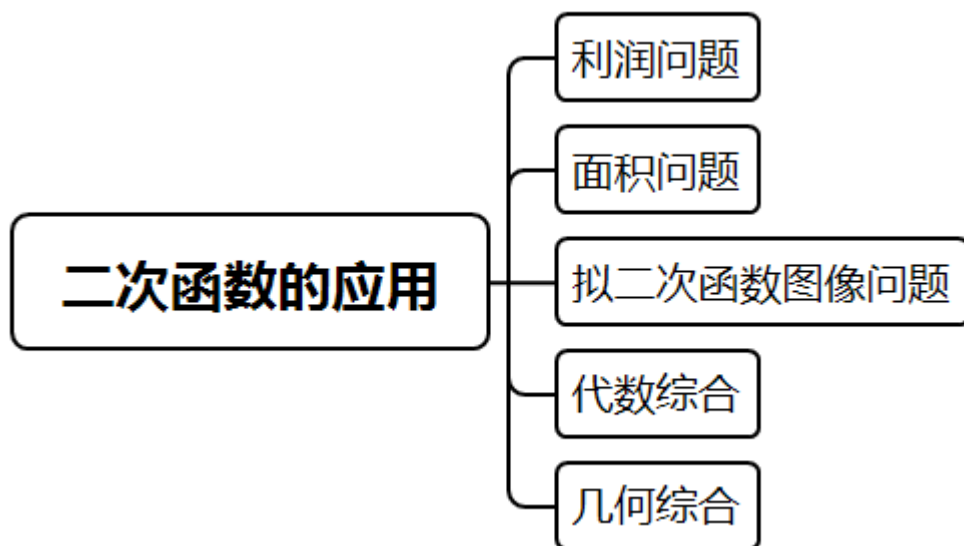 二次函数的应用
利润问题
面积问题
拟二次函数图像问题
代数综合
几何综合